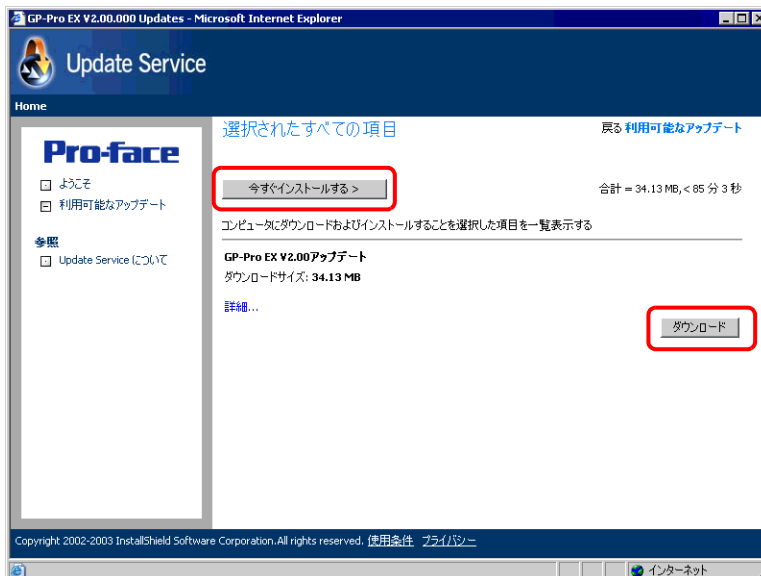 GP-Pro EX V2.00.000 Updates - Microsoft Internet Explorer
Update Service
Home
Pro-face
ようこそ
利用可能なアップデート
参照
Update Service について
選択されたすべての項目
戻る 利用可能なアップデート
今すぐインストールする >
合計 = 34.13 MB,< 85 分 3 秒
コンピュータにダウンロードおよびインストールすることを選択した項目を一覧表示する
GP-Pro EX V2.00アップデート
ダウンロードサイズ: 34.13 MB
詳細...
ダウンロード
Copyright 2002-2003 InstallShield Software Corporation.All rights reserved. 使用条件 プライバシー
インターネット